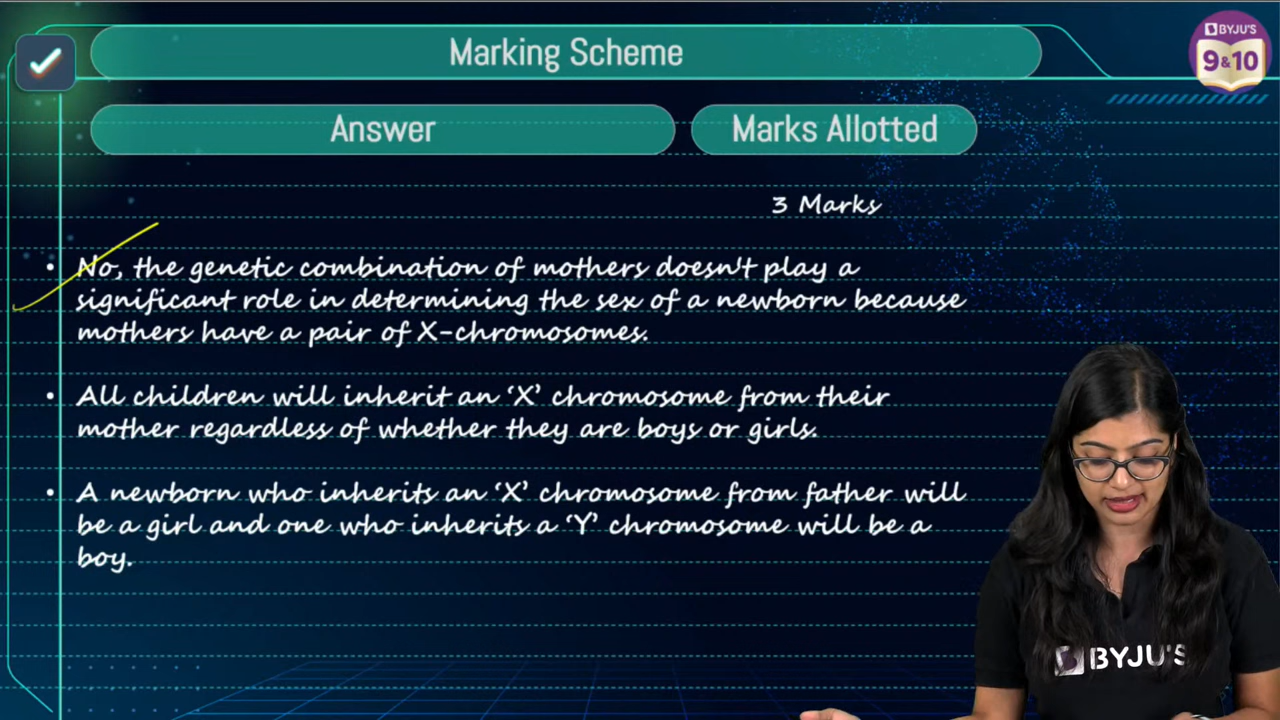 Marking Scheme
BYJU'S
9&10
Answer
Marks Allotted
3 Marks
• No, the genetic combination of mothers doesn't play a
significant role in determining the sex of a newborn because
mothers have a pair of X-chromosomes.
• All children will inherit an ‘X’ chromosome from their
mother regardless of whether they are boys or girls.
• A newborn who inherits an ‘X’ chromosome from father will
be a girl and one who inherits a ‘Y’ chromosome will be a
boy.
BYJU'S